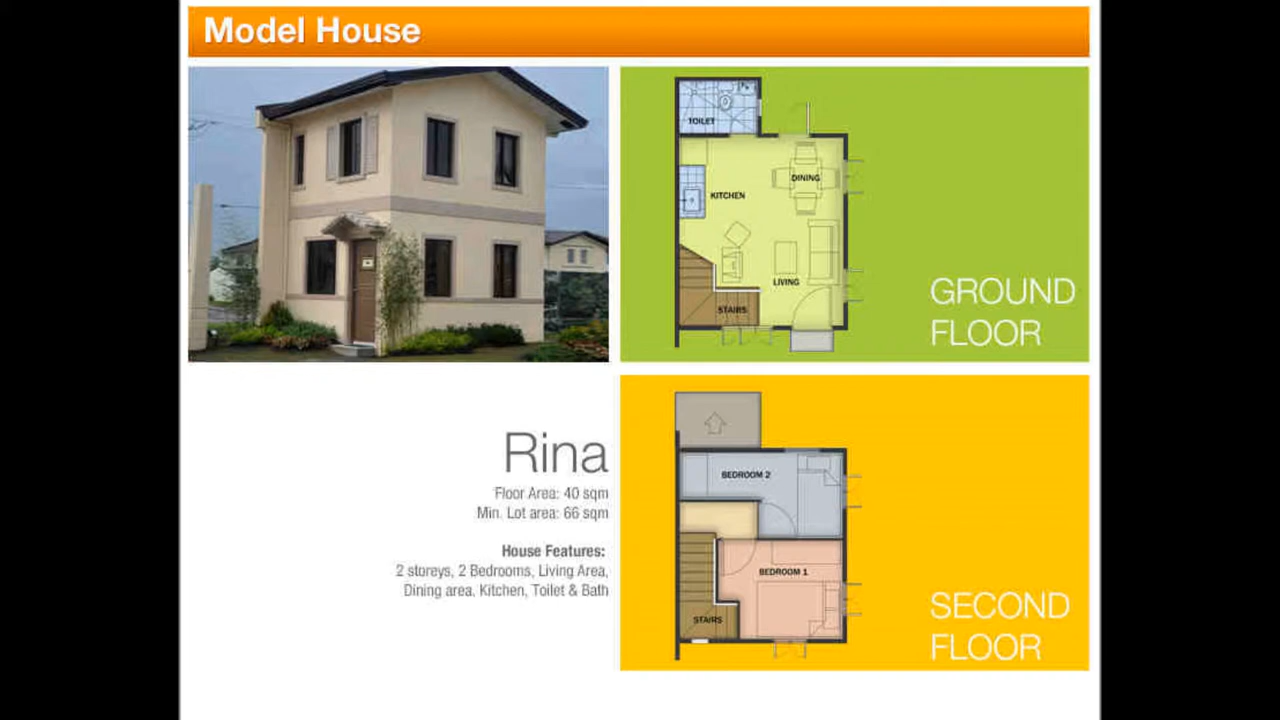 Model House
TOILET
DINING
KITCHEN
LIVING
STAIRS
GROUND
FLOOR
Rina
Floor Area: 40 sqm
Min. Lot area: 66 sqm
House Features:
2 storeys, 2 Bedrooms, Living Area,
Dining area, Kitchen, Toilet & Bath
BEDROOM 2
BEDROOM 1
STAIRS
SECOND
FLOOR